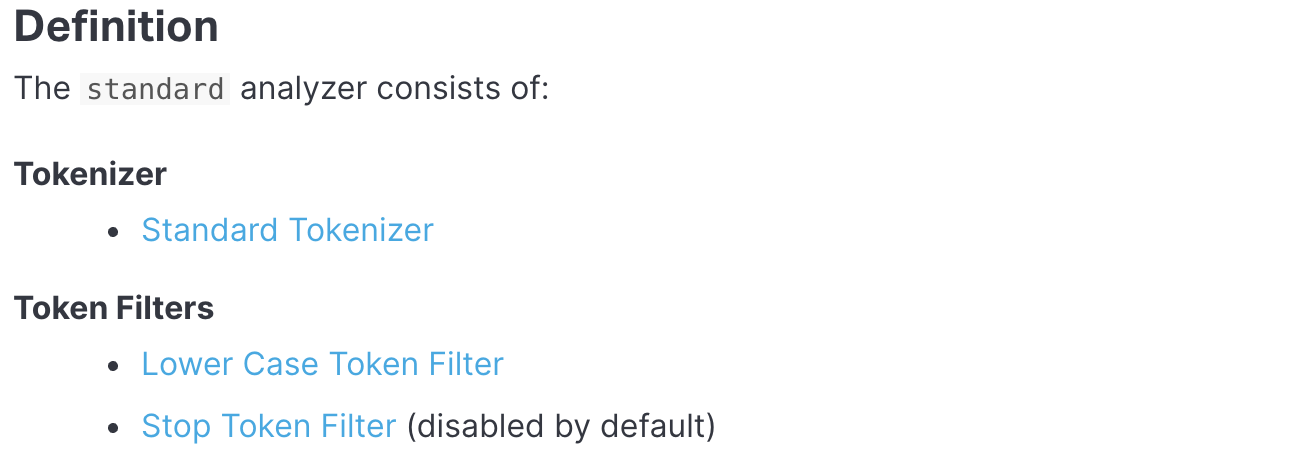 Definition
The standard analyzer consists of:
Tokenizer
• Standard Tokenizer
Token Filters
• Lower Case Token Filter
• Stop Token Filter (disabled by default)